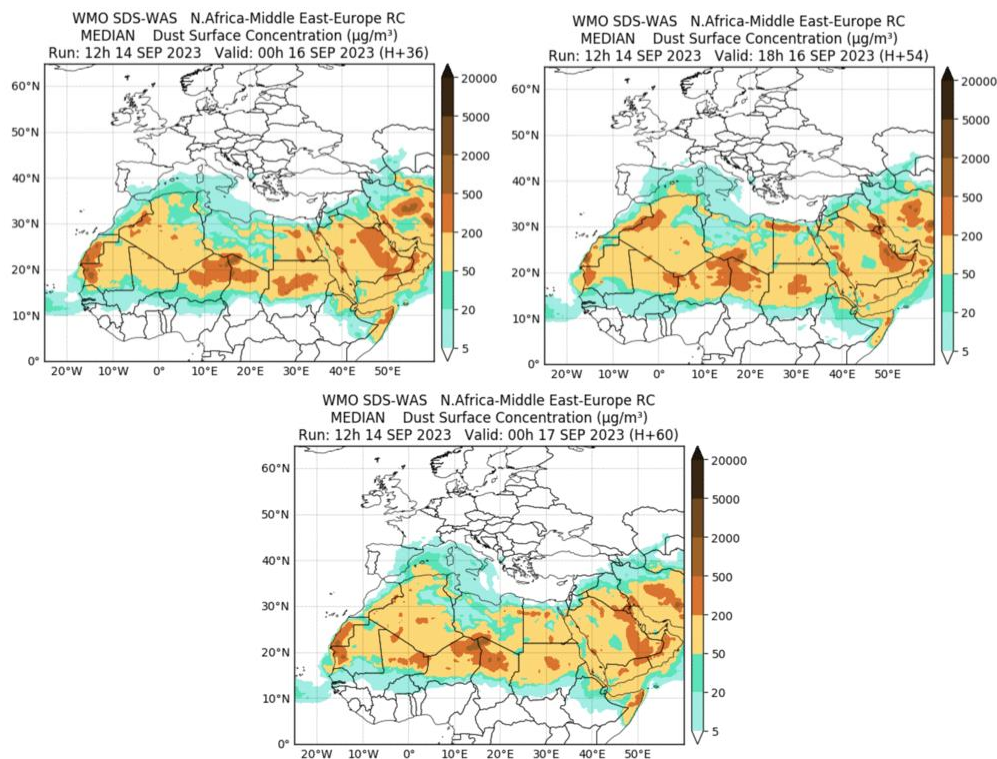 WMO SDS-WAS   N.Africa-Middle East-Europe RC
MEDIAN    Dust Surface Concentration (µg/m³)
Run: 12h 14 SEP 2023   Valid: 00h 16 SEP 2023 (H+36)
60°N
50°N
40°N
30°N
20°N
10°N
0°
20°W 10°W 0° 10°E 20°E 30°E 40°E 50°E
20000
5000
2000
500
200
50
20
5
WMO SDS-WAS   N.Africa-Middle East-Europe RC
MEDIAN    Dust Surface Concentration (µg/m³)
Run: 12h 14 SEP 2023   Valid: 18h 16 SEP 2023 (H+54)
60°N
50°N
40°N
30°N
20°N
10°N
0°
20°W 10°W 0° 10°E 20°E 30°E 40°E 50°E
20000
5000
2000
500
200
50
20
5
WMO SDS-WAS   N.Africa-Middle East-Europe RC
MEDIAN    Dust Surface Concentration (µg/m³)
Run: 12h 14 SEP 2023   Valid: 00h 17 SEP 2023 (H+60)
60°N
50°N
40°N
30°N
20°N
10°N
0°
20°W 10°W 0° 10°E 20°E 30°E 40°E 50°E
20000
5000
2000
500
200
50
20
5